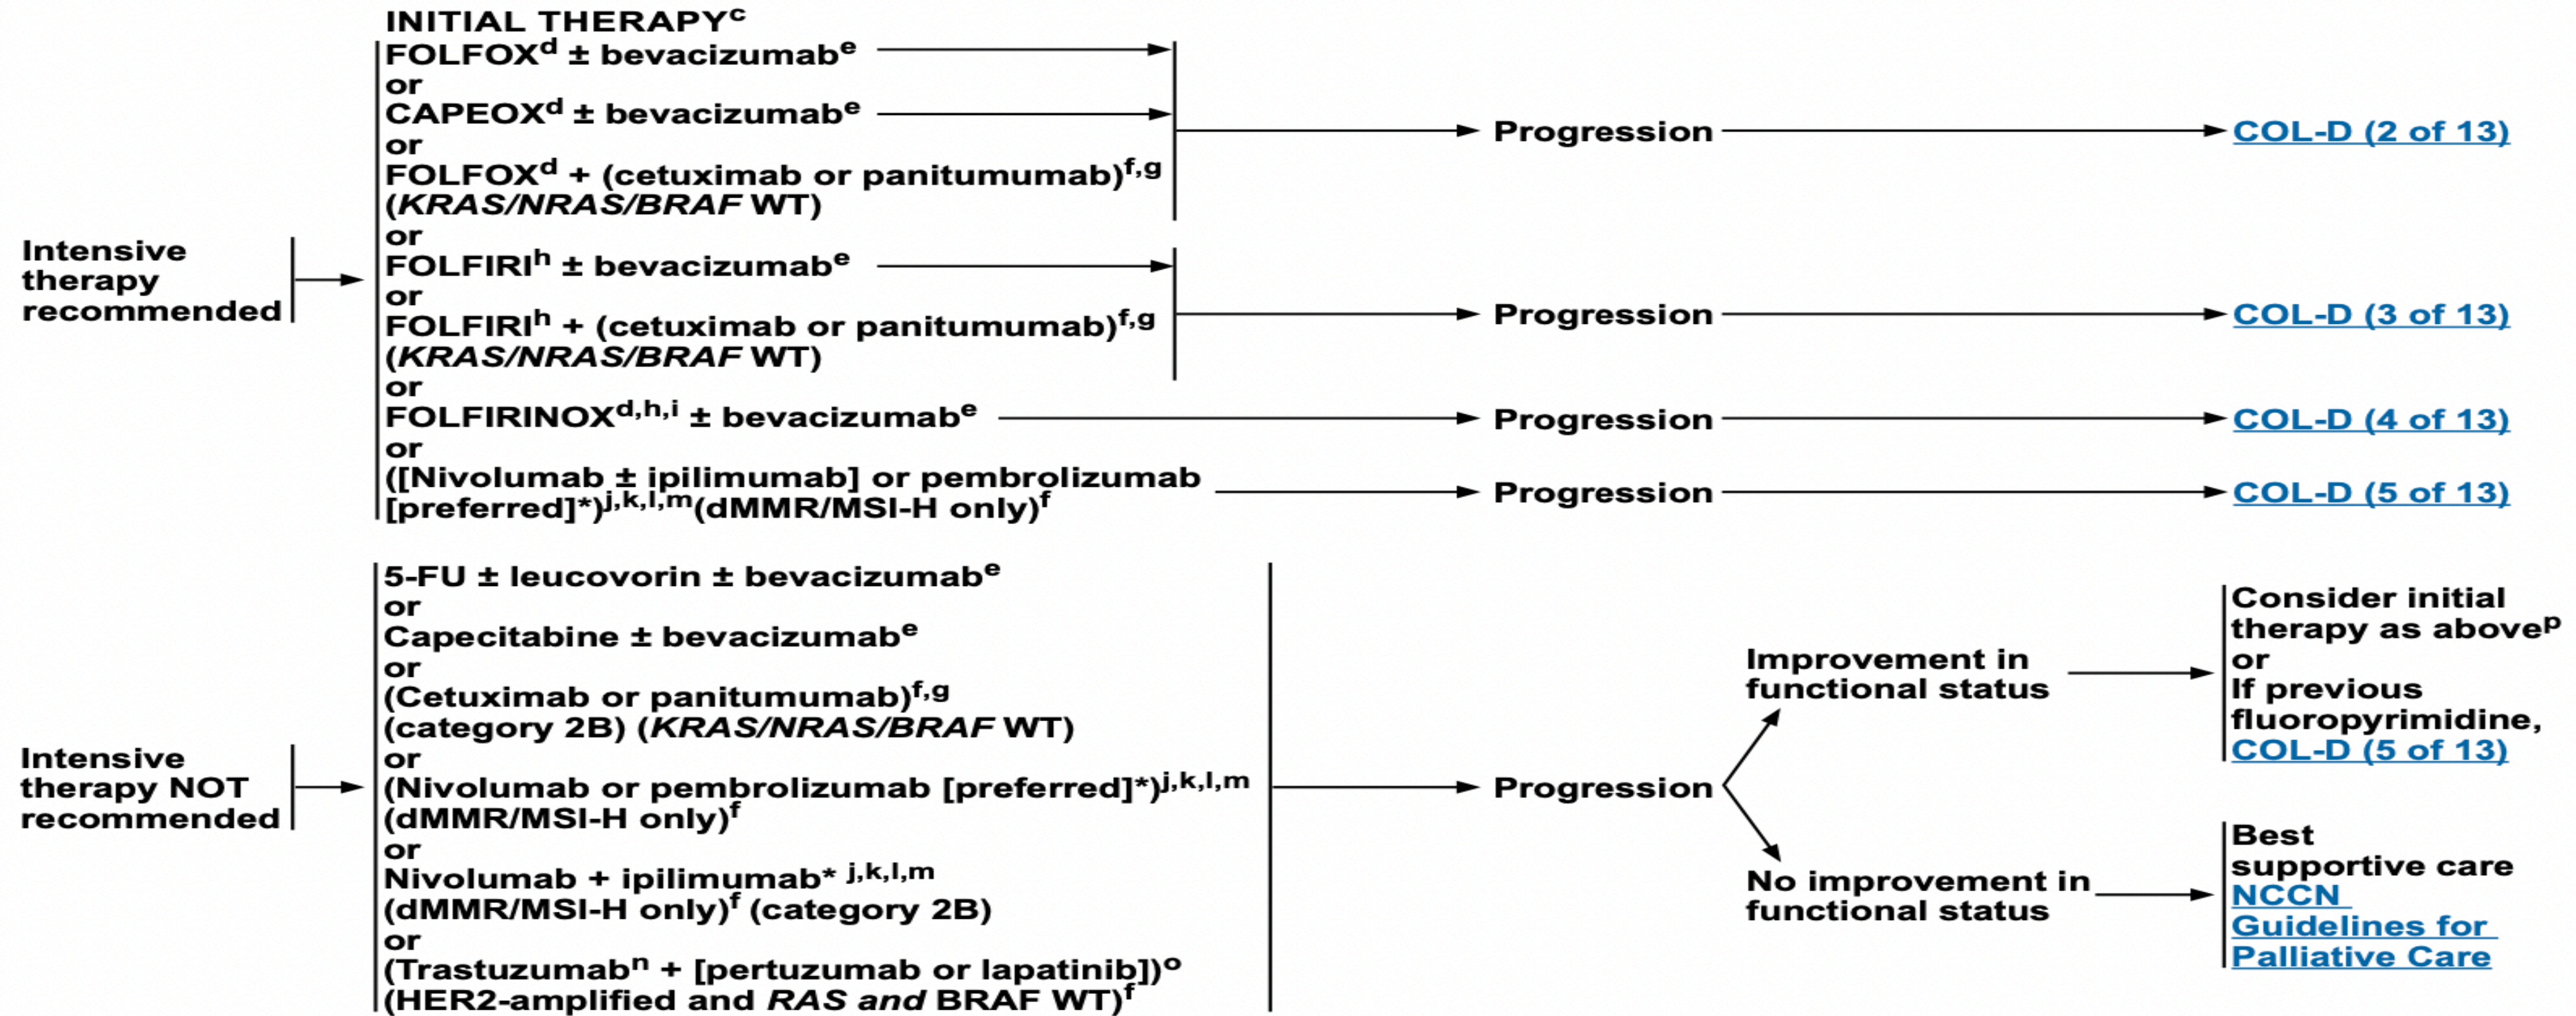 INITIAL THERAPYᶜ
FOLFOXᵈ ± bevacizumabᵉ
or
CAPEOXᵈ ± bevacizumabᵉ
or
FOLFOXᵈ + (cetuximab or panitumumab)ᶠ,ᵍ
(KRAS/NRAS/BRAF WT)
or
FOLFIRIʰ ± bevacizumabᵉ
or
FOLFIRIʰ + (cetuximab or panitumumab)ᶠ,ᵍ
(KRAS/NRAS/BRAF WT)
or
FOLFIRINOXᵈ,ʰ,ⁱ ± bevacizumabᵉ
or
([Nivolumab ± ipilimumab] or pembrolizumab
[preferred]*)ʲ,ᵏ,ˡ,ᵐ(dMMR/MSI-H only)ᶠ
Intensive
therapy
recommended
Progression
COL-D (2 of 13)
Progression
COL-D (3 of 13)
Progression
COL-D (4 of 13)
Progression
COL-D (5 of 13)
Intensive
therapy NOT
recommended
5-FU ± leucovorin ± bevacizumabᵉ
or
Capecitabine ± bevacizumabᵉ
or
(Cetuximab or panitumumab)ᶠ,ᵍ
(category 2B) (KRAS/NRAS/BRAF WT)
or
(Nivolumab or pembrolizumab [preferred]*)ʲ,ᵏ,ˡ,ᵐ
(dMMR/MSI-H only)ᶠ
or
Nivolumab + ipilimumab* ʲ,ᵏ,ˡ,ᵐ
(dMMR/MSI-H only)ᶠ (category 2B)
or
(Trastuzumabⁿ + [pertuzumab or lapatinib])ᵒ
(HER2-amplified and RAS and BRAF WT)ᶠ
Progression
Improvement in
functional status
Consider initial
therapy as aboveᵖ
or
If previous
fluoropyrimidine,
COL-D (5 of 13)
No improvement in
functional status
Best
supportive care
NCCN
Guidelines for
Palliative Care